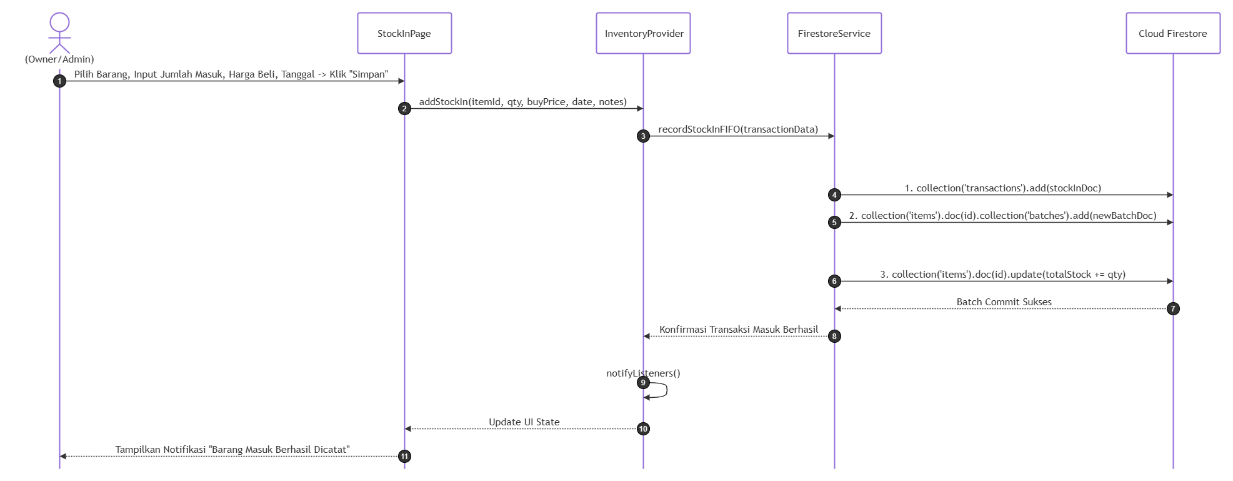 (Owner/Admin)
StockInPage
InventoryProvider
FirestoreService
Cloud Firestore
1
Pilih Barang, Input Jumlah Masuk, Harga Beli, Tanggal -> Klik "Simpan"
2
addStockIn(itemId, qty, buyPrice, date, notes)
3
recordStockInFIFO(transactionData)
4
1. collection('transactions').add(stockInDoc)
5
2. collection('items').doc(id).collection('batches').add(newBatchDoc)
6
3. collection('items').doc(id).update(totalStock += qty)
Batch Commit Sukses
7
Konfirmasi Transaksi Masuk Berhasil
8
notifyListeners()
9
Update UI State
10
Tampilkan Notifikasi "Barang Masuk Berhasil Dicatat"
11